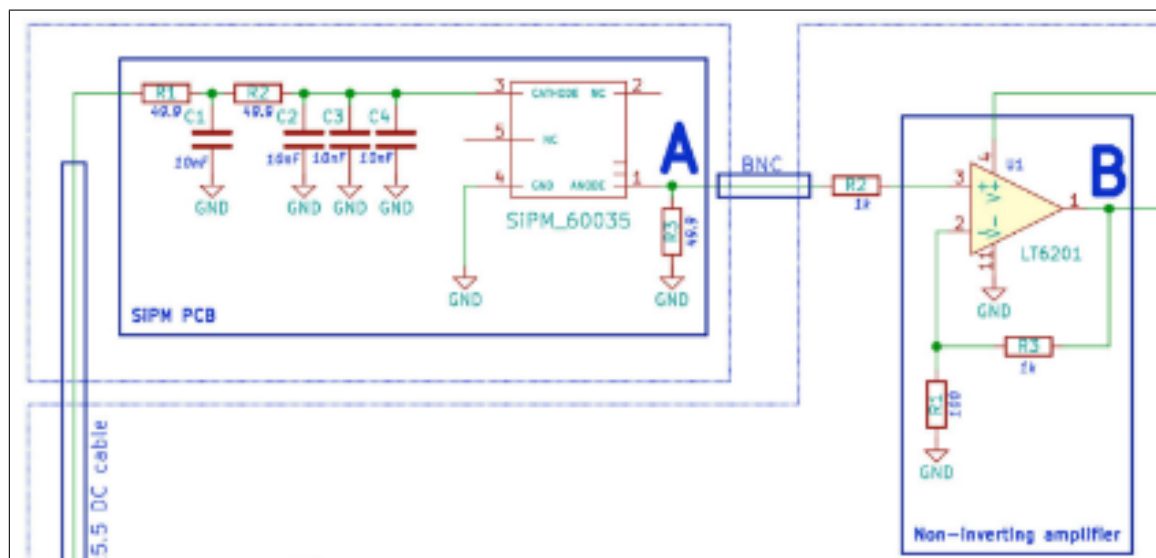 R1
49.9
C1
10nF
R2
49.9
C2
10nF
C3
10nF
C4
10nF
GND
GND
GND
GND
3
CATHODE
NC
2
5
NC
4
GND
ANODE
1
SiPM_60035
A
R3
49.9
GND
GND
SiPM PCB
BNC
R2
1k
3
2
4
V+
V-
11
U1
1
B
LT6201
GND
R3
1k
R1
100
GND
Non-inverting amplifier
5.5 DC cable